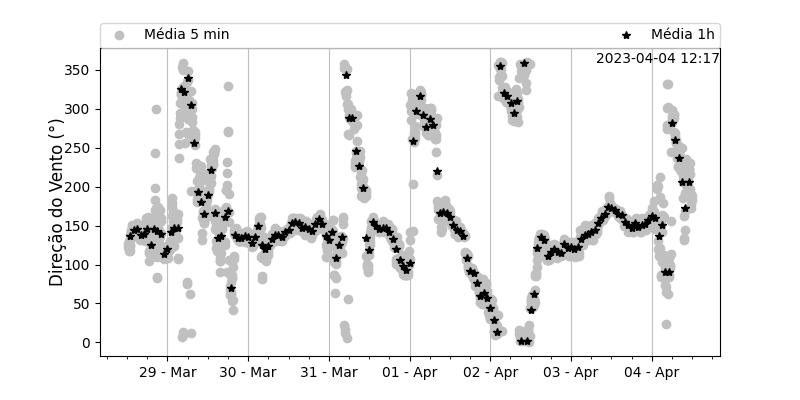 Média 5 min
Média 1h
2023-04-04 12:17
Direção do Vento (°)
350
300
250
200
150
100
50
0
29 - Mar
30 - Mar
31 - Mar
01 - Apr
02 - Apr
03 - Apr
04 - Apr